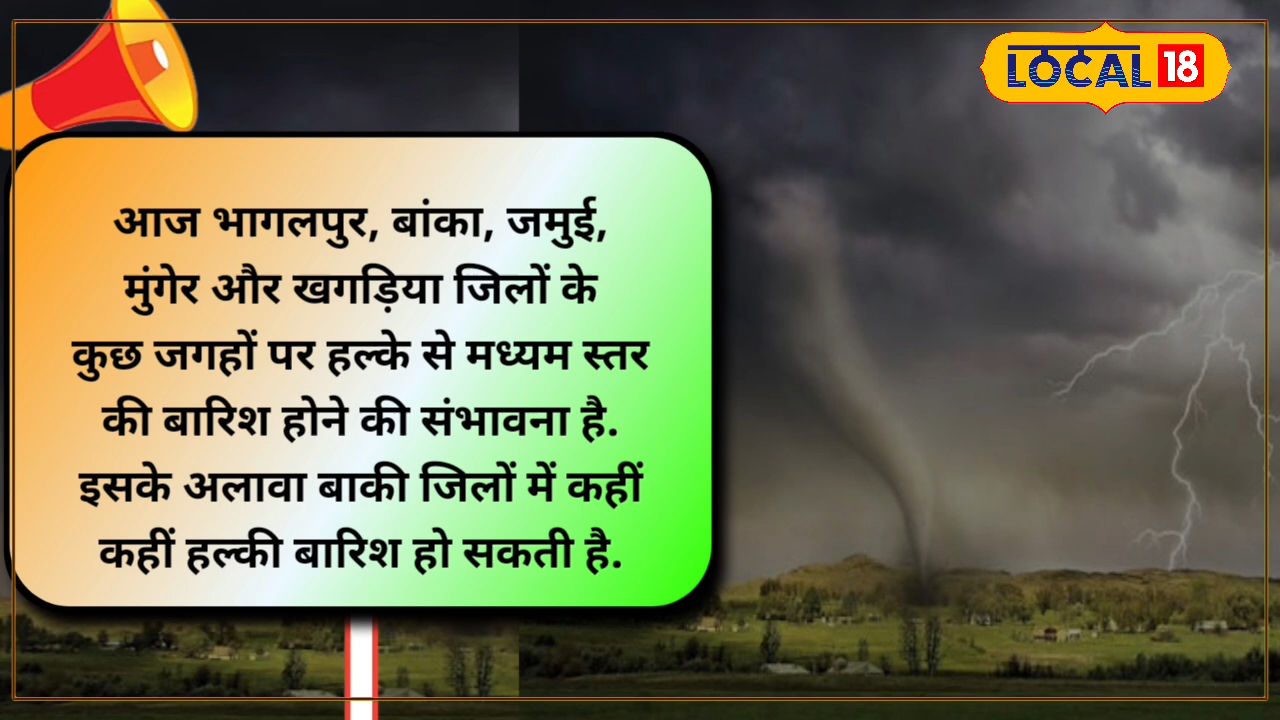 LOCAL 18
आज भागलपुर, बांका, जमुई,
मुंगेर और खगड़िया जिलों के
कुछ जगहों पर हल्के से मध्यम स्तर
की बारिश होने की संभावना है.
इसके अलावा बाकी जिलों में कहीं
कहीं हल्की बारिश हो सकती है.